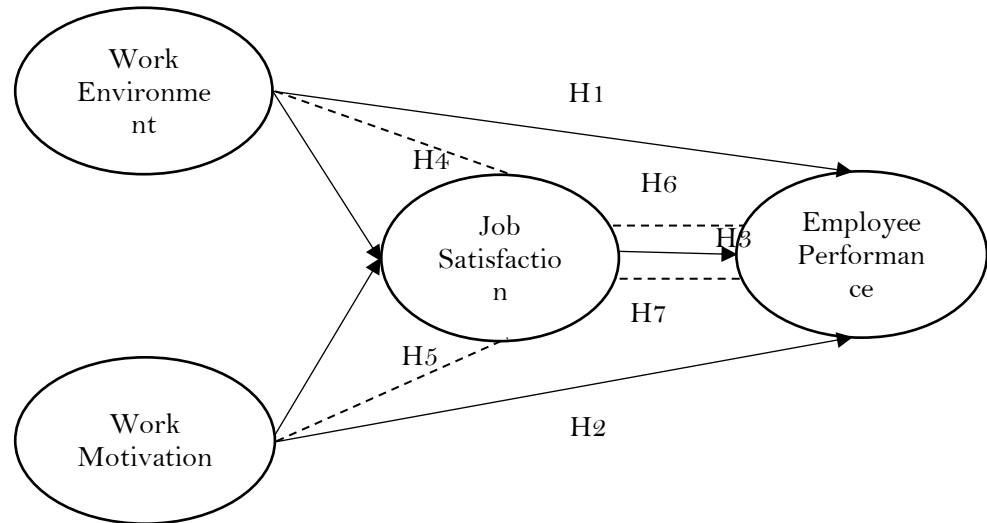 Work
Environme
nt
H1
H4
H6
Job
Satisfactio
n
H3
Employee
Performan
ce
H7
H5
Work
Motivation
H2